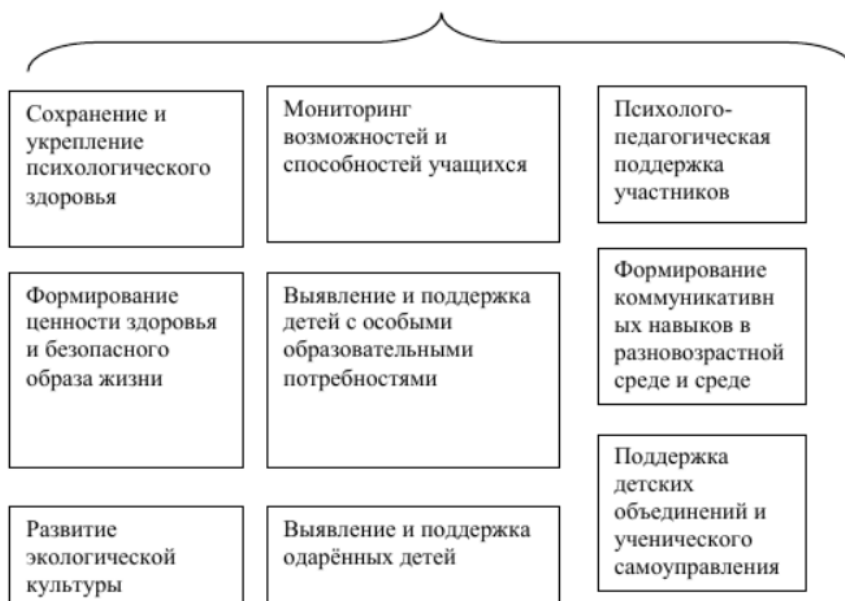 Сохранение и
укрепление
психологического
здоровья
Мониторинг
возможностей и
способностей учащихся
Психолого-
педагогическая
поддержка
участников
Формирование
ценности здоровья
и безопасного
образа жизни
Выявление и поддержка
детей с особыми
образовательными
потребностями
Формирование
коммуникативн
ых навыков в
разновозрастной
среде и среде
Развитие
экологической
культуры
Выявление и поддержка
одарённых детей
Поддержка
детских
объединений и
ученического
самоуправления